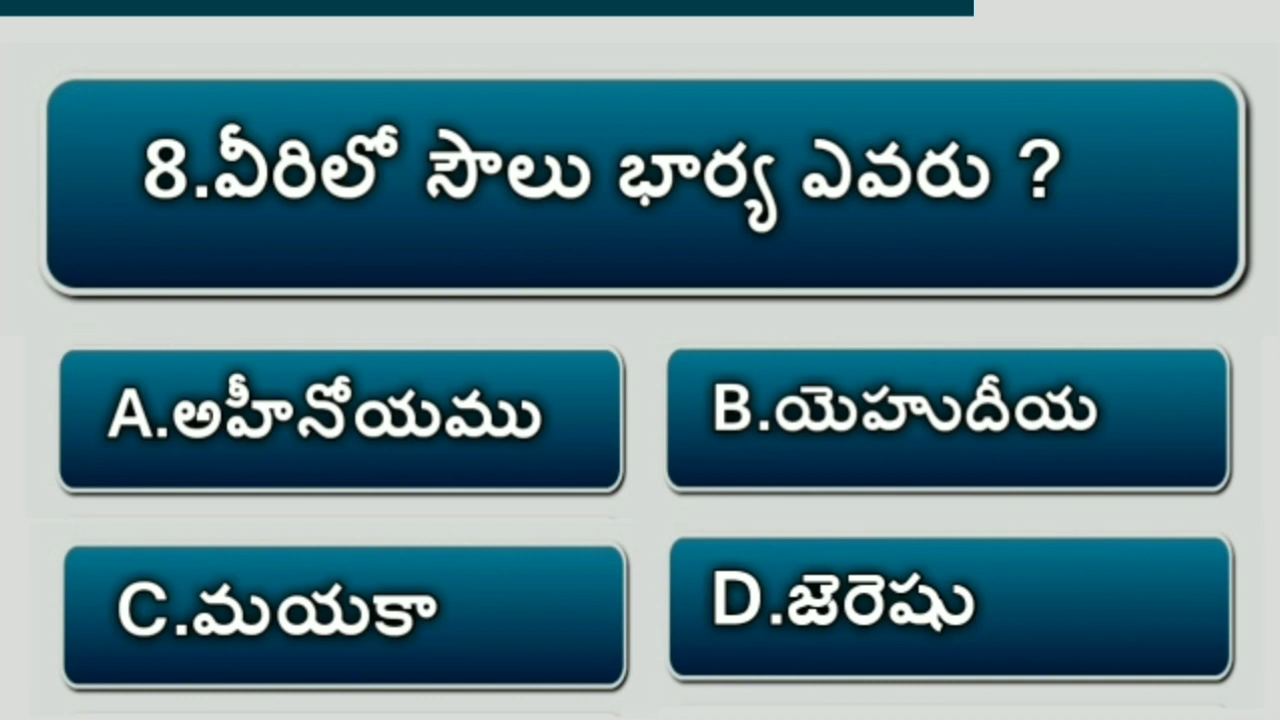 8.వీరిలో సౌలు భార్య ఎవరు ?
A.అహీనోయము
B.యెహుదీయ
C.మయకా
D.జెరెషు